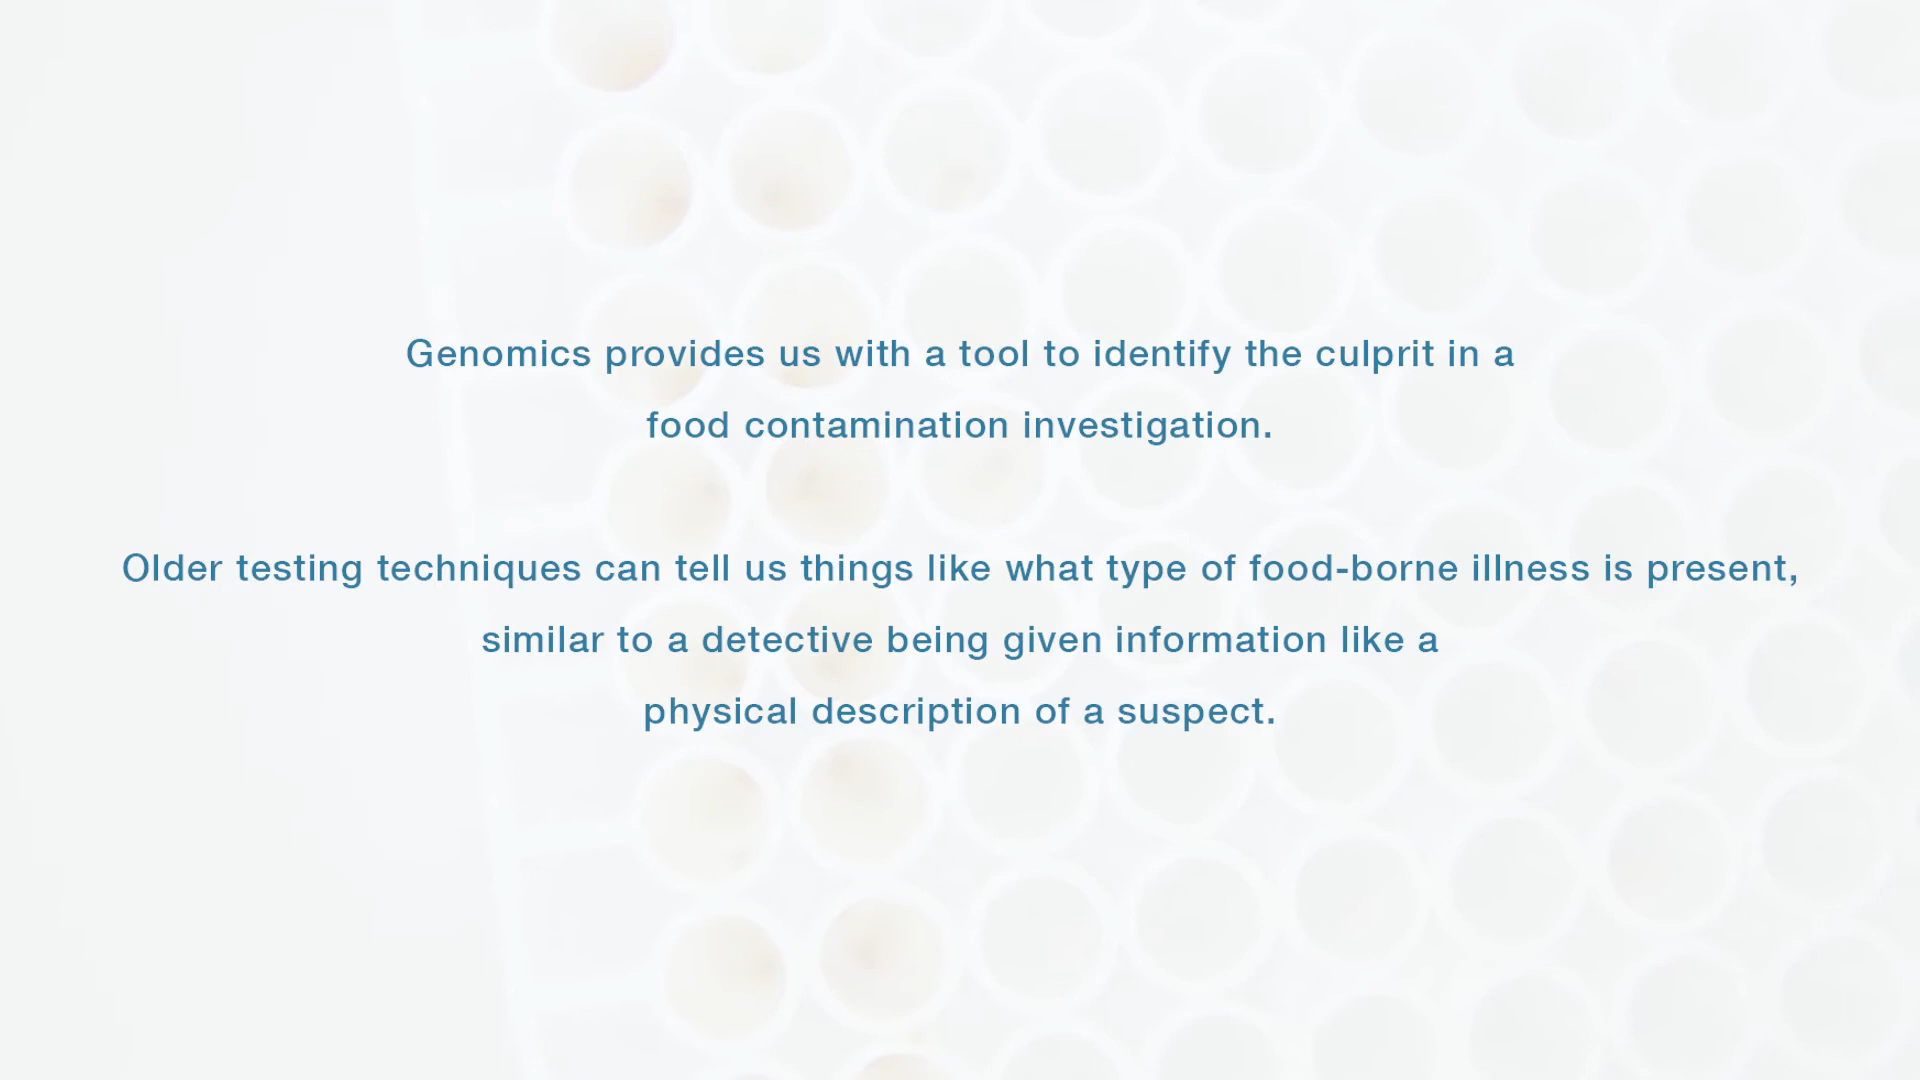 Genomics provides us with a tool to identify the culprit in a
food contamination investigation.
Older testing techniques can tell us things like what type of food-borne illness is present,
similar to a detective being given information like a
physical description of a suspect.